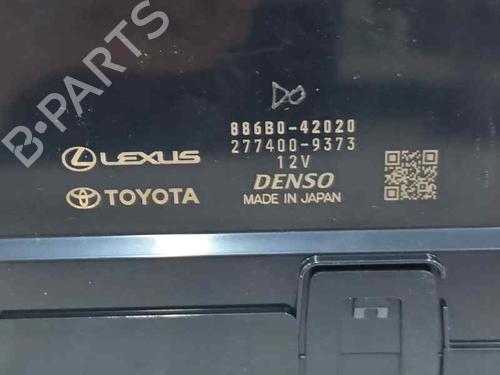 DO
886B0-42020
277400-9373
12V
LEXUS
TOYOTA
DENSO
MADE IN JAPAN
B-PARTS